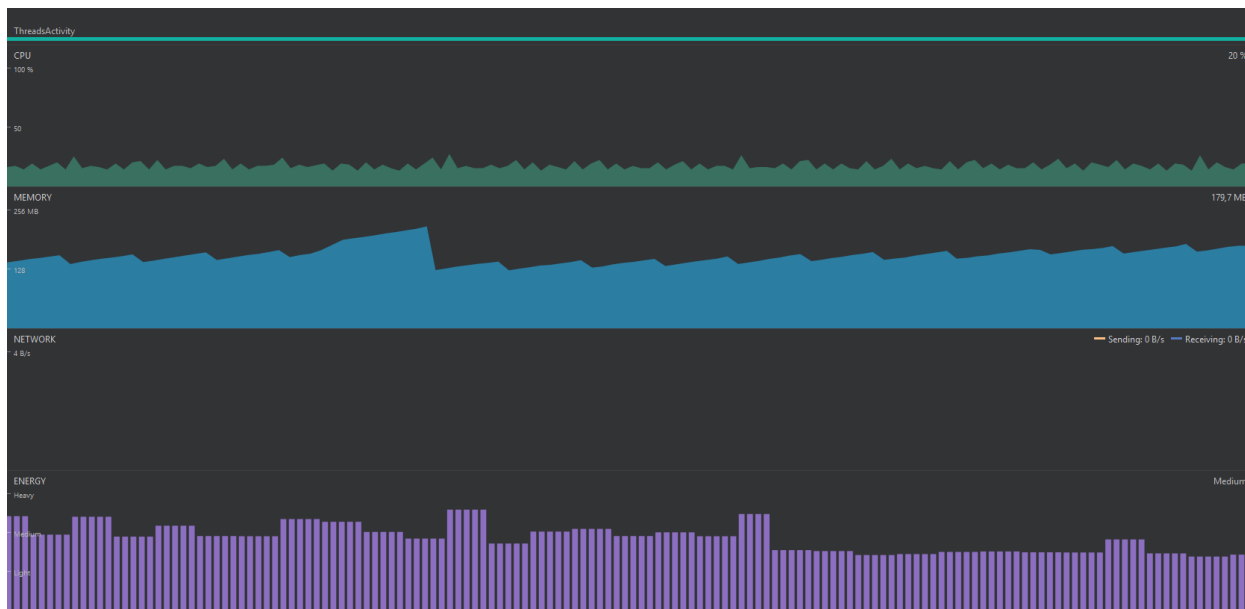 ThreadsActivity
CPU 20 %
100 %
50
MEMORY 179,7 MB
256 MB
128
NETWORK Sending: 0 B/s Receiving: 0 B/s
4 B/s
ENERGY Medium
Heavy
Medium
Light